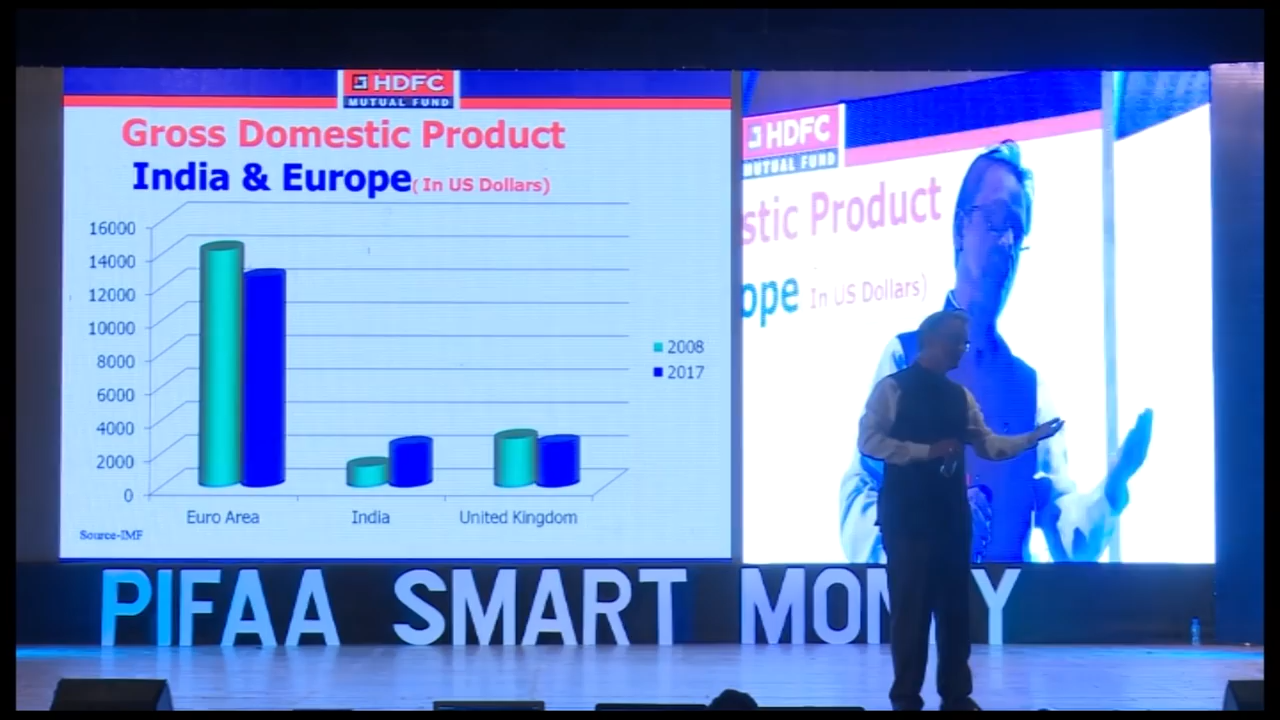 HDFC
MUTUAL FUND
Gross Domestic Product
India & Europe( In US Dollars)
16000
14000
12000
10000
8000
6000
4000
2000
0
2008
2017
Euro Area India United Kingdom
Source-IMF
HDFC
MUTUAL FUND
stic Product
ope In US Dollars)
PIFAA SMART MON Y